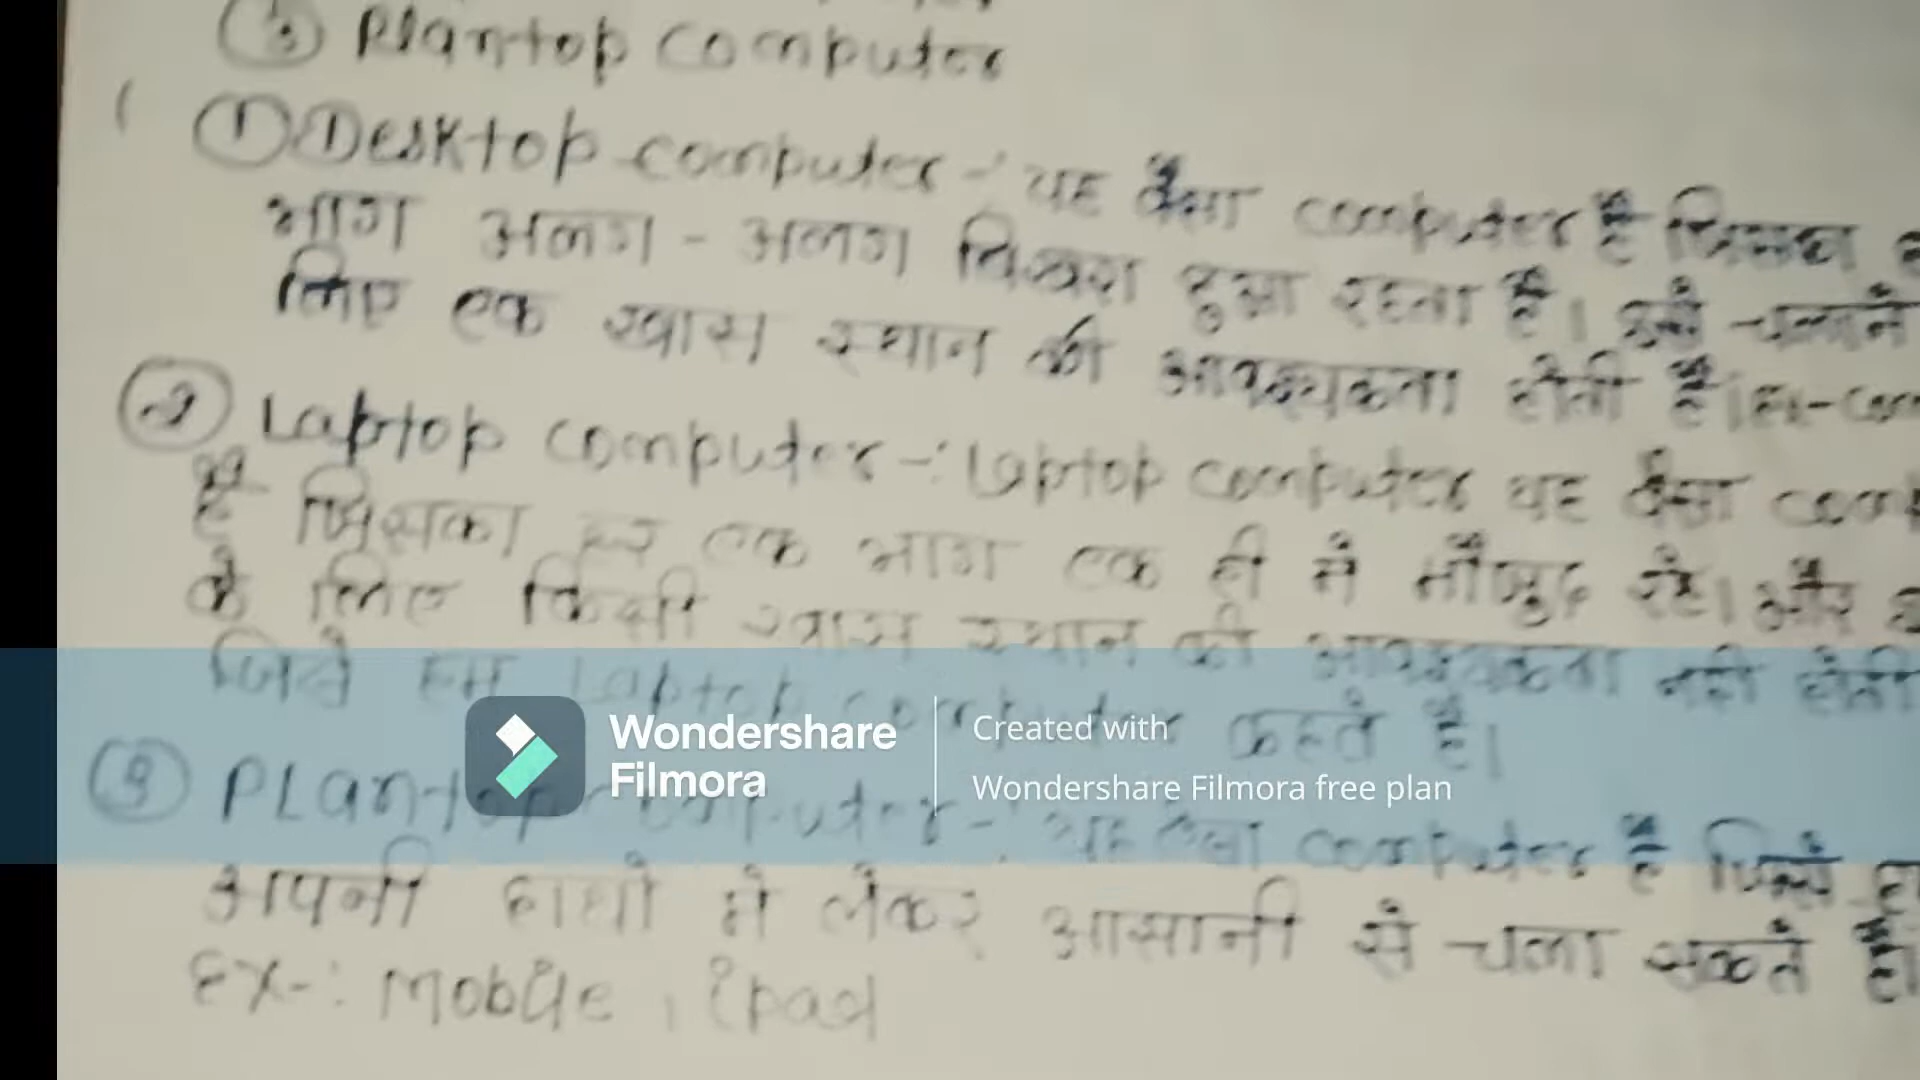 ③ Plantop computer
① Desktop computer -: यह वैसा computer है जिसका
भाग अलग - अलग बिखरा हुआ रहता है। उसे चलाने
लिए एक खास स्थान की आवश्यकता होती है।
② Laptop computer -: Laptop computer यह वैसा
है जिसका हर एक भाग एक ही में मौजुद रहे। और
के लिए किसी खास स्थान की आवश्यकता नही होती
जिसे हम Laptop computer कहते है।
③ PLantop computer -: यह computer है जिसे
अपनी हाथो मे लेकर आसानी से चला सकते है
Ex-: Mobile, ipad
Wondershare Filmora
Created with
Wondershare Filmora free plan